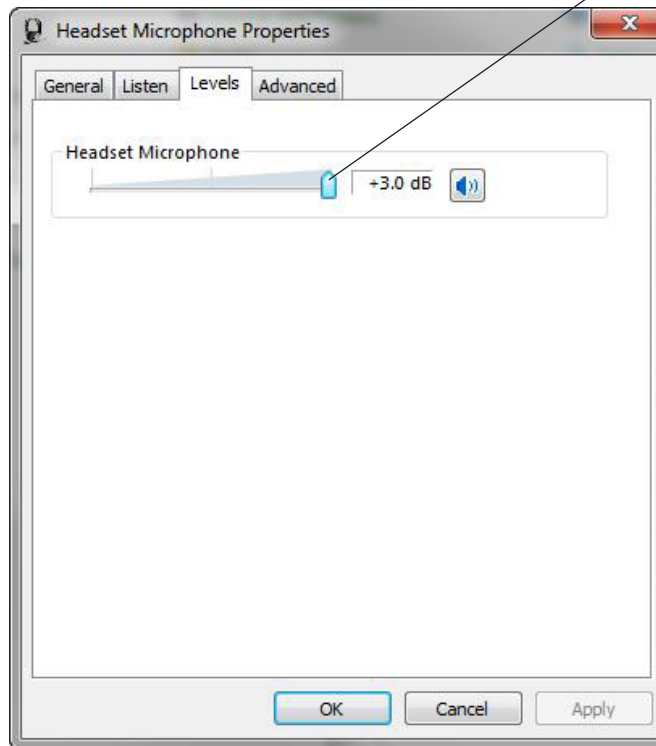 Headset Microphone Properties
General Listen Levels Advanced
Headset Microphone
+3.0 dB
OK Cancel Apply